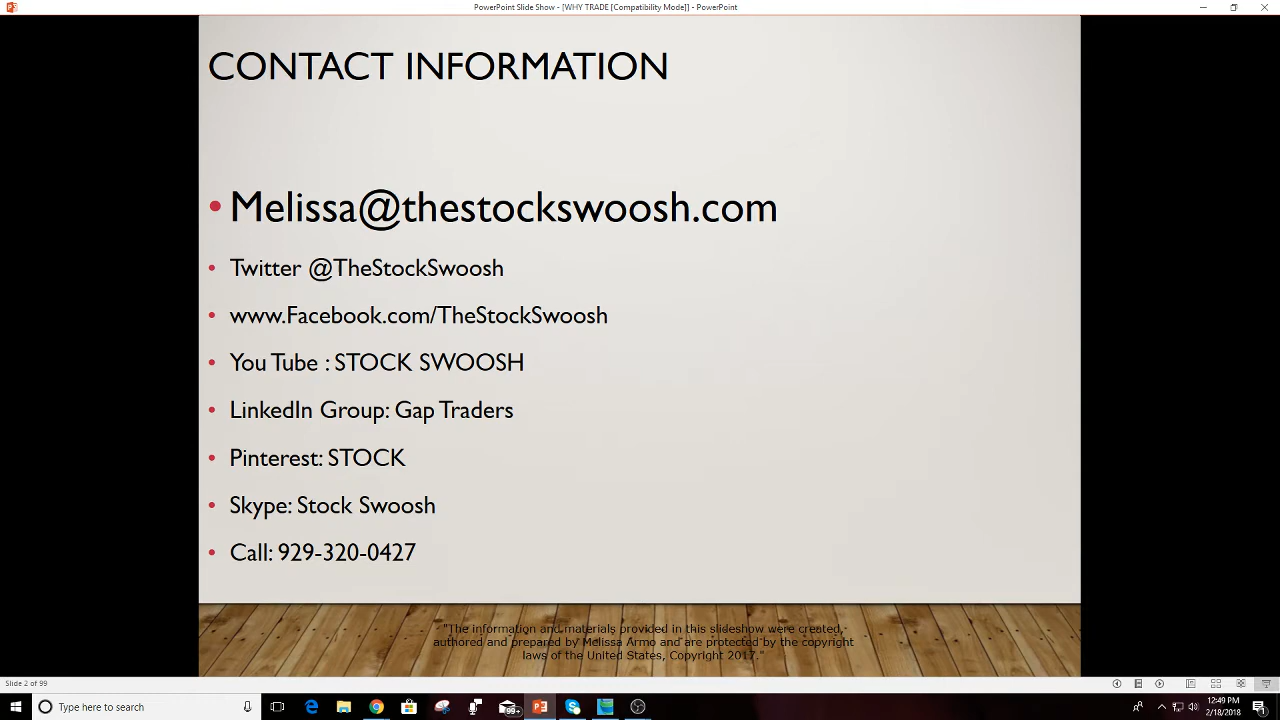 PowerPoint Slide Show - [WHY TRADE [Compatibility Mode]] - PowerPoint
CONTACT INFORMATION
• Melissa@thestockswoosh.com
• Twitter @TheStockSwoosh
• www.Facebook.com/TheStockSwoosh
• You Tube : STOCK SWOOSH
• LinkedIn Group: Gap Traders
• Pinterest: STOCK
• Skype: Stock Swoosh
• Call: 929-320-0427
"The information and materials provided in this slideshow were created,
authored and prepared by Melissa Armo and are protected by the copyright
laws of the United States, Copyright 2017."
Slide 2 of 99
Type here to search
99+
12:49 PM
2/18/2018
1